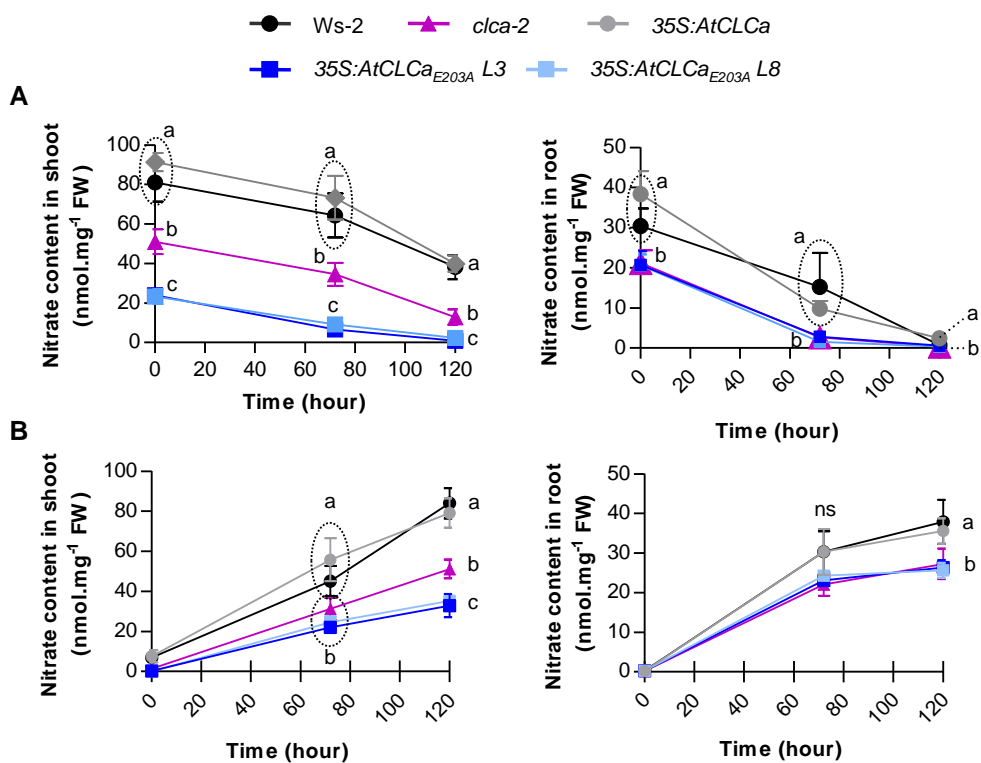 Ws-2 clca-2 35S:AtCLCa
35S:AtCLCa_E203A L3 35S:AtCLCa_E203A L8
A
Nitrate content in shoot
(nmol.mg⁻¹ FW )
100
80
60
40
20
0
a
a
a
b
b
b
c
c
c
0 20 40 60 80 100 120
Time (hour)
Nitrate content in root
(nmol.mg⁻¹ FW)
50
40
30
20
10
0
a
a
a
b
b
b
0 20 40 60 80 100 120
Time (hour)
B
Nitrate content in shoot
(nmol.mg⁻¹ FW )
100
80
60
40
20
0
a
a
b
c
b
0 20 40 60 80 100 120
Time (hour)
Nitrate content in root
(nmol.mg⁻¹ FW)
50
40
30
20
10
0
ns
a
b
0 20 40 60 80 100 120
Time (hour)